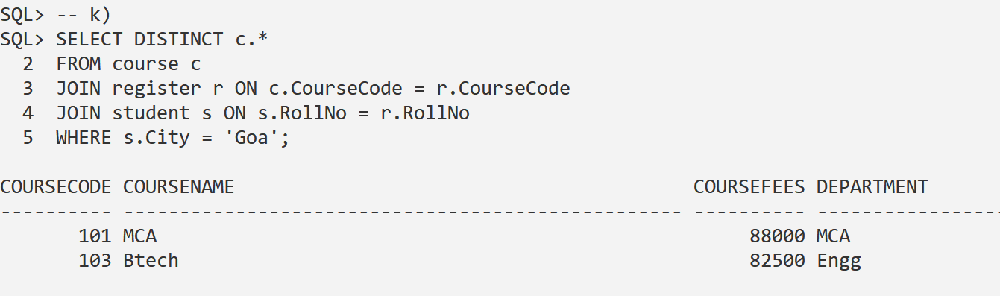 SQL> -- k)
SQL> SELECT DISTINCT c.*
  2  FROM course c
  3  JOIN register r ON c.CourseCode = r.CourseCode
  4  JOIN student s ON s.RollNo = r.RollNo
  5  WHERE s.City = 'Goa';
COURSECODE COURSENAME                                         COURSEFEES DEPARTMENT
---------- -------------------------------------------------- ---------- -----------------
       101 MCA                                                     88000 MCA
       103 Btech                                                   82500 Engg